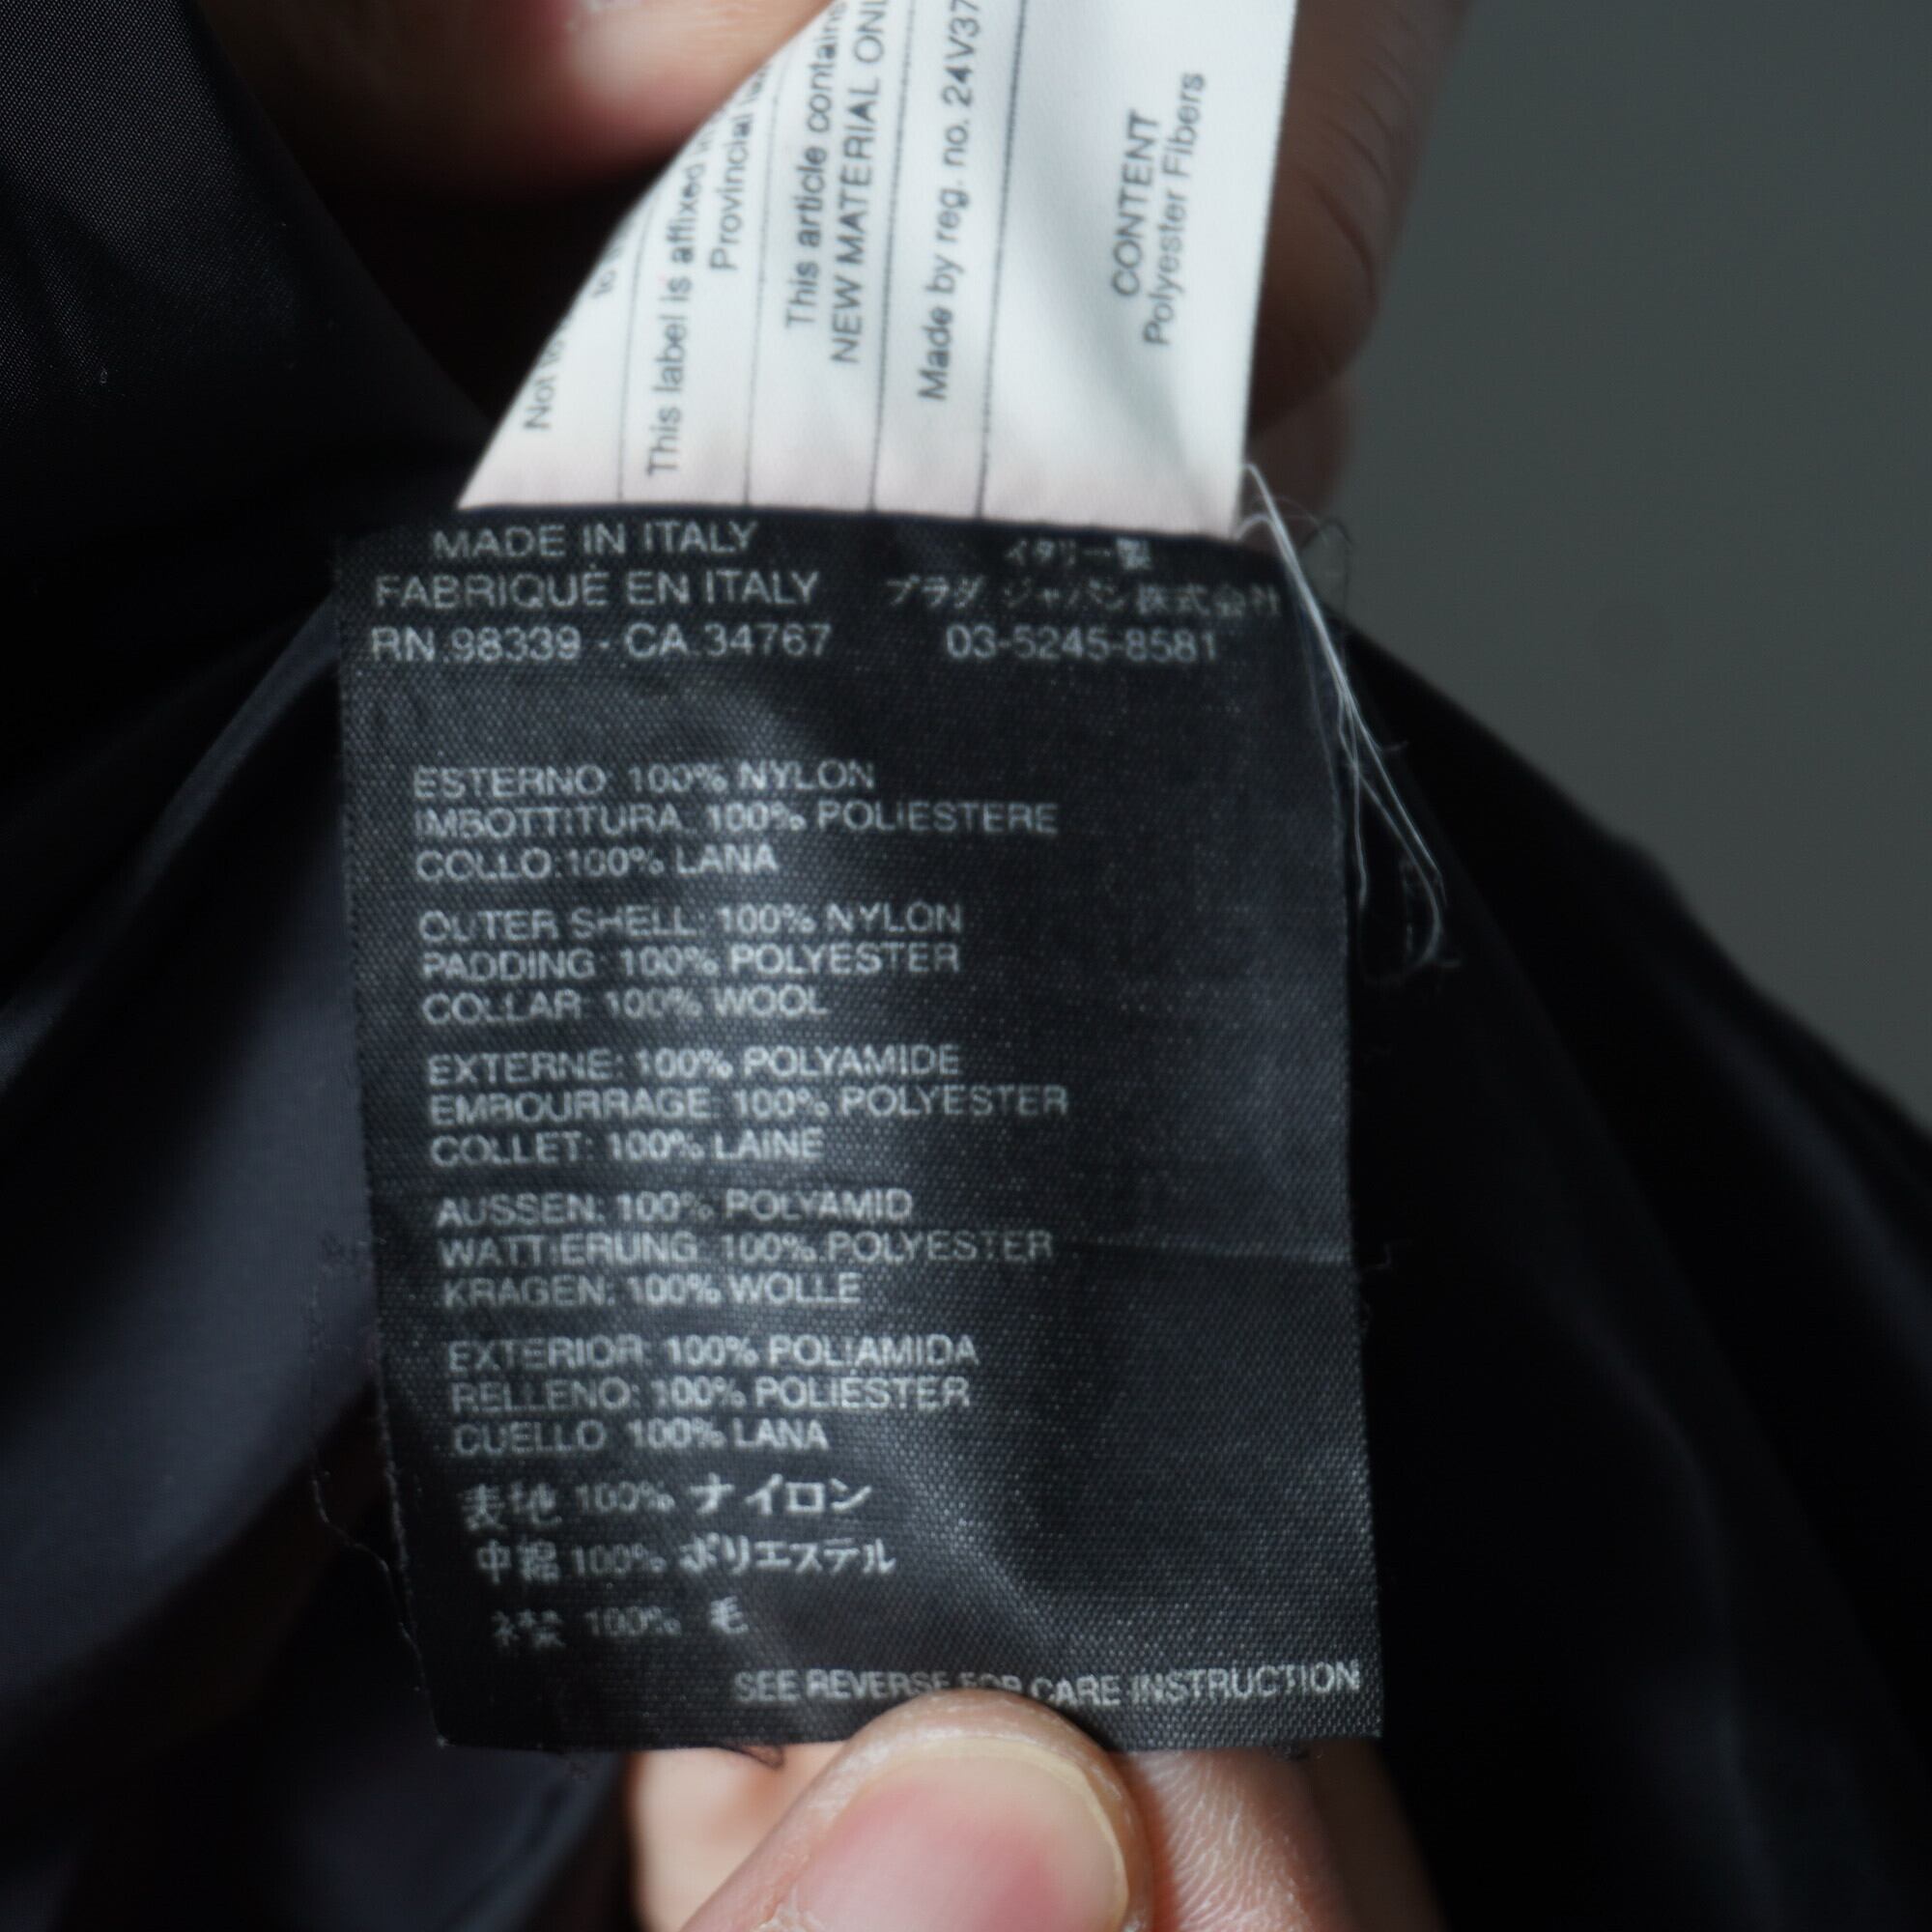 This label is affixed
Provincial
This article contains
NEW MATERIAL ONL
Made by reg. no. 24V37
CONTENT
Polyester Fibers
MADE IN ITALY
FABRIQUÉ EN ITALY
RN.98339 - CA.34767
イタリー製
プラダ ジャパン株式会社
03-5245-8581
ESTERNO: 100% NYLON
IMBOTTITURA: 100% POLIESTERE
COLLO:100% LANA
OUTER SHELL: 100% NYLON
PADDING: 100% POLYESTER
COLLAR: 100% WOOL
EXTERNE: 100% POLYAMIDE
EMBOURRAGE: 100% POLYESTER
COLLET: 100% LAINE
AUSSEN: 100% POLYAMID
WATTIERUNG: 100% POLYESTER
KRAGEN: 100% WOLLE
EXTERIOR: 100% POLIAMIDA
RELLENO: 100% POLIESTER
CUELLO 100% LANA
表地 100% ナイロン
中綿 100% ポリエステル
100% 毛
SEE REVERSE FOR CARE INSTRUCTION